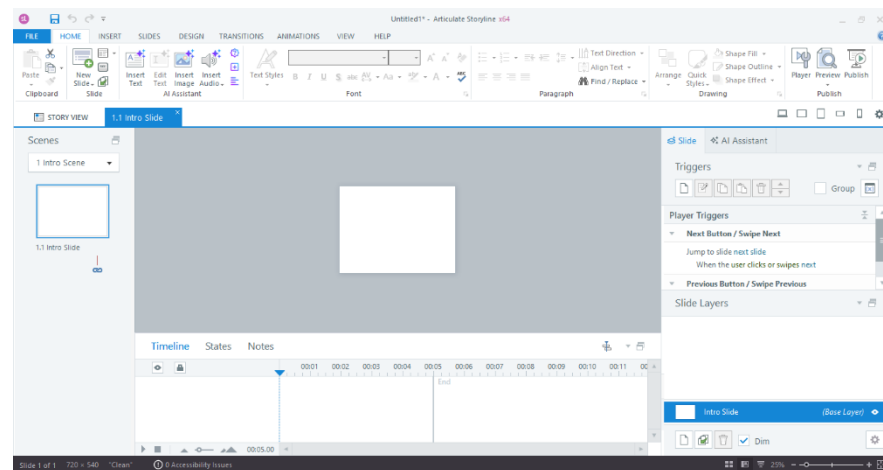 Untitled1* - Articulate Storyline x64
FILE HOME INSERT SLIDES DESIGN TRANSITIONS ANIMATIONS VIEW HELP
Paste
New Slide
Insert Text
Edit Text
Insert Image
Insert Audio
Text Styles
B I U S abc AV Aa A ABC
Text Direction
Align Text
Find / Replace
Arrange
Quick Styles
Shape Fill
Shape Outline
Shape Effect
Player Preview Publish
Clipboard Slide AI Assistant Font Paragraph Drawing Publish
STORY VIEW 1.1 Intro Slide
Scenes
1 Intro Scene
1.1 Intro Slide
Slide AI Assistant
Triggers
Group
Player Triggers
Next Button / Swipe Next
Jump to slide next slide
When the user clicks or swipes next
Previous Button / Swipe Previous
Slide Layers
Intro Slide (Base Layer)
Dim
Timeline States Notes
00:01 00:02 00:03 00:04 00:05 00:06 00:07 00:08 00:09 00:10 00:11 00
End
00:05.00
Slide 1 of 1 720 × 540 "Clean" 0 Accessibility Issues 25%